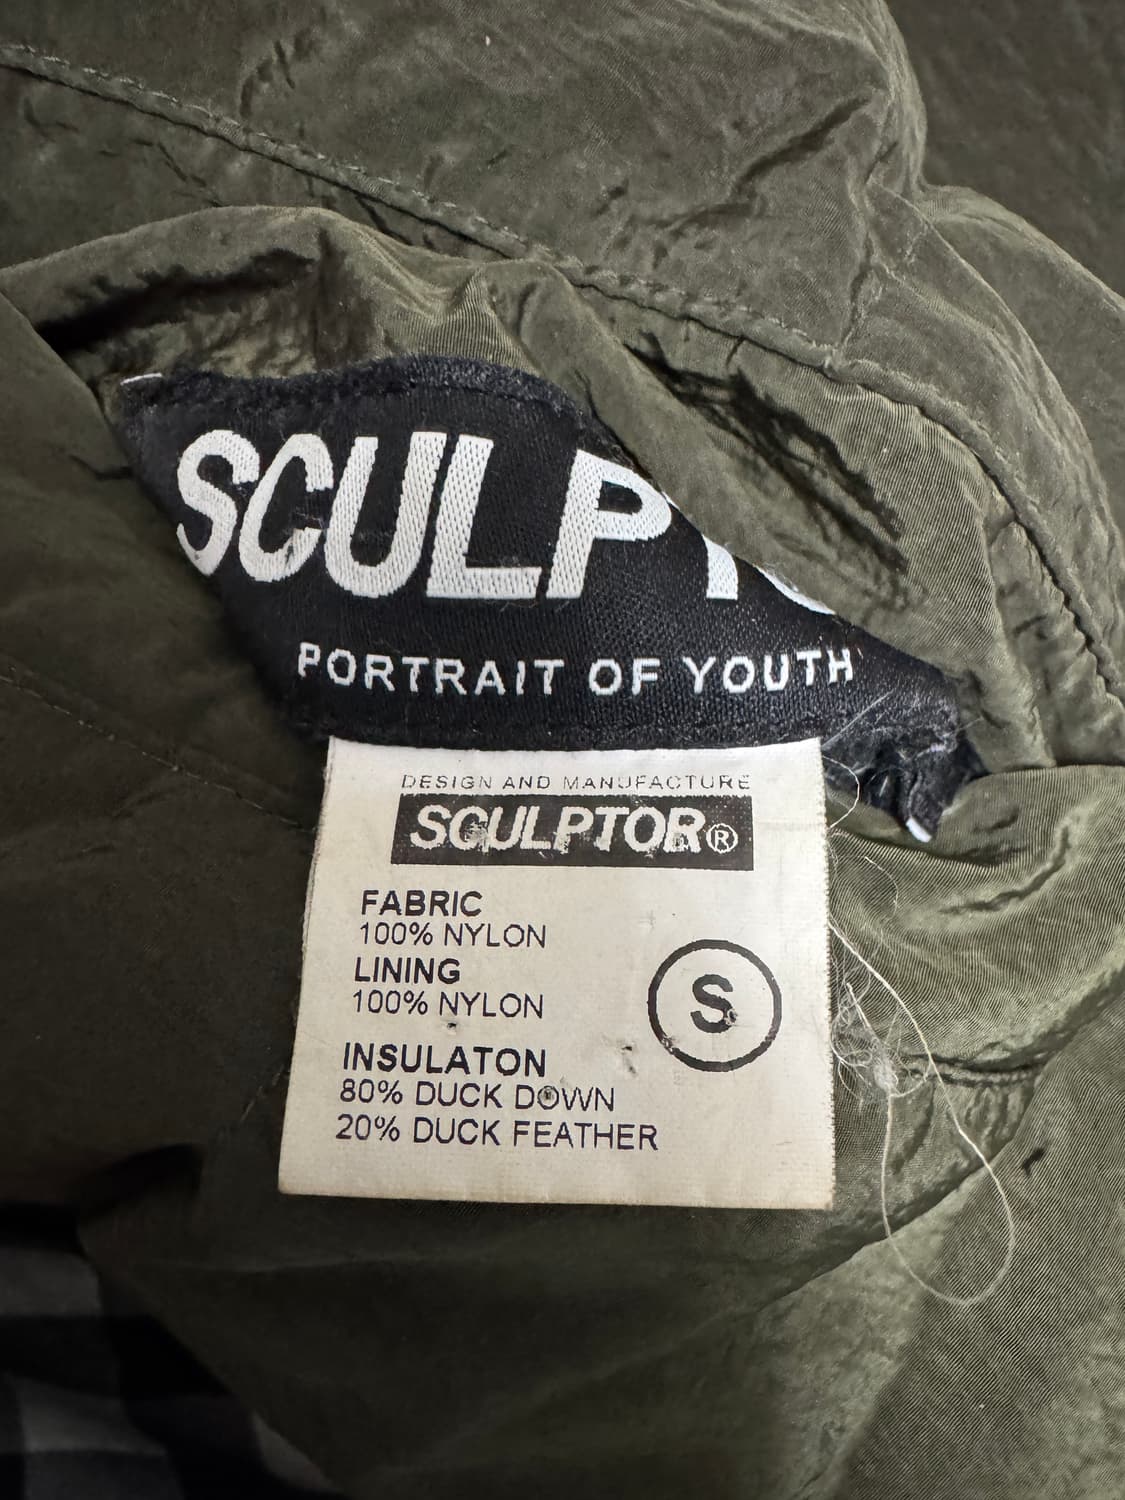 SCULPTO
PORTRAIT OF YOUTH
DESIGN AND MANUFACTURE
SCULPTOR®
FABRIC
100% NYLON
LINING
100% NYLON
S
INSULATON
80% DUCK DOWN
20% DUCK FEATHER